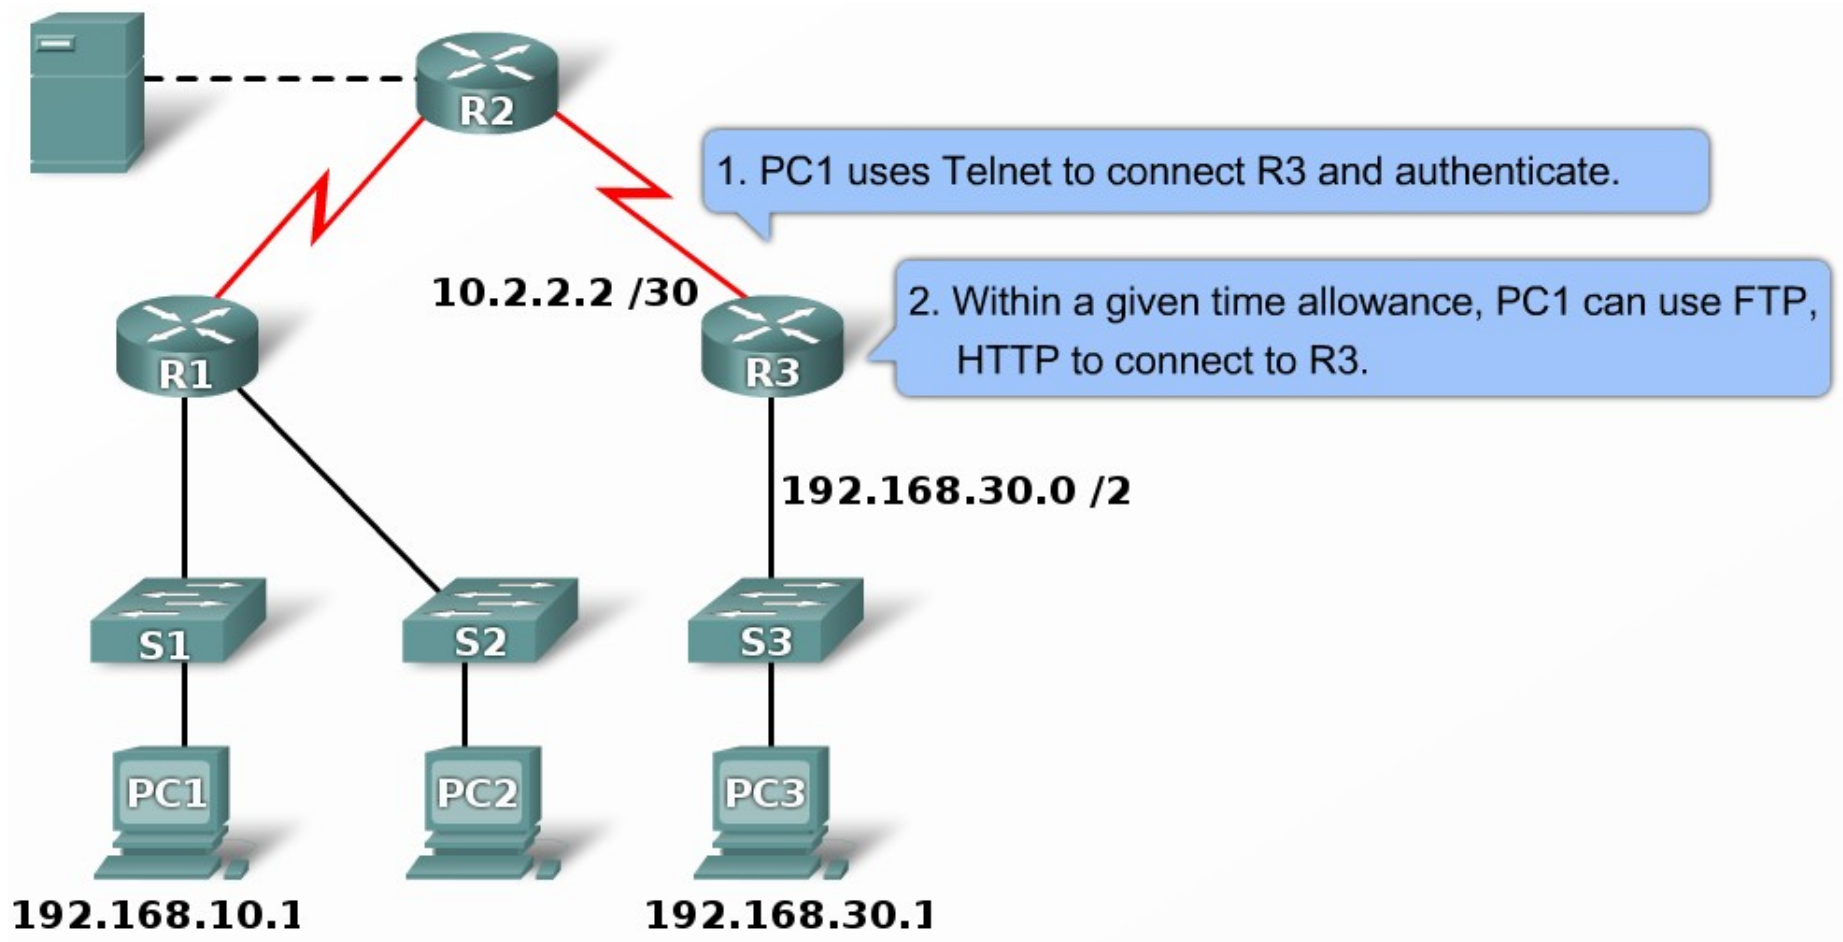 R2
1. PC1 uses Telnet to connect R3 and authenticate.
10.2.2.2 /30
2. Within a given time allowance, PC1 can use FTP,
HTTP to connect to R3.
R1
R3
192.168.30.0 /2
S1
S2
S3
PC1
PC2
PC3
192.168.10.1
192.168.30.1